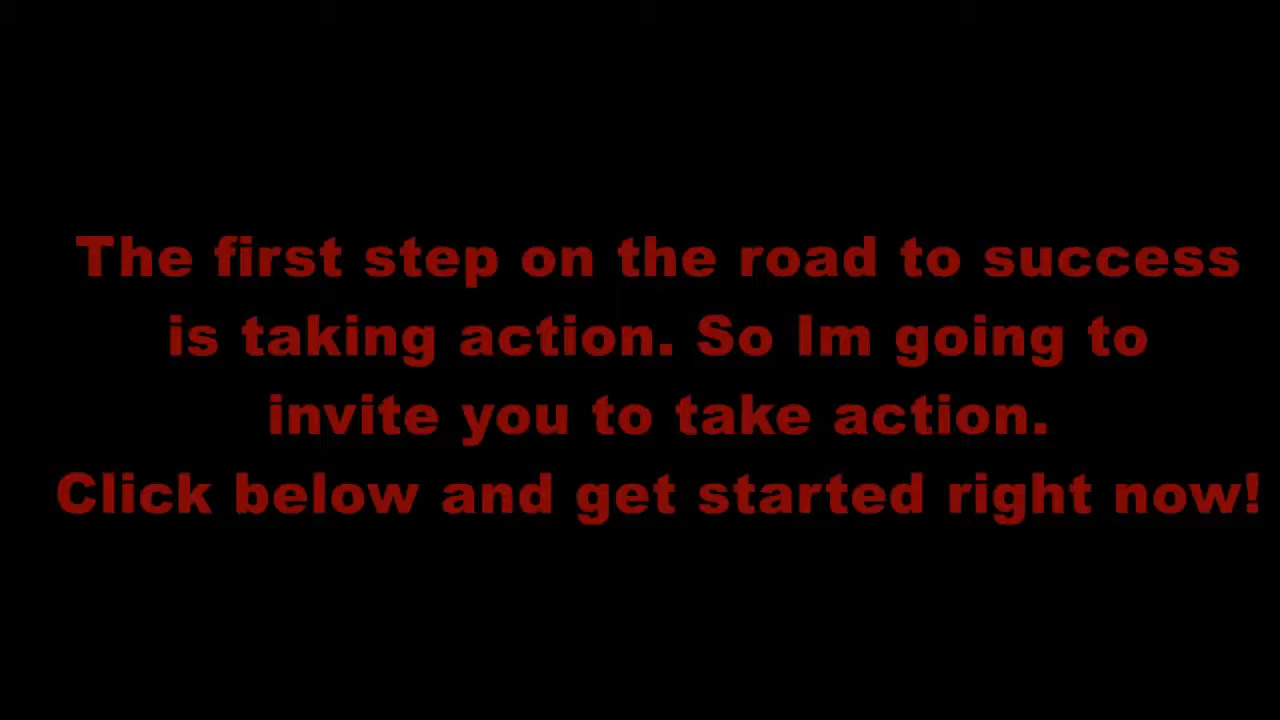 The first step on the road to success
is taking action. So Im going to
invite you to take action.
Click below and get started right now!